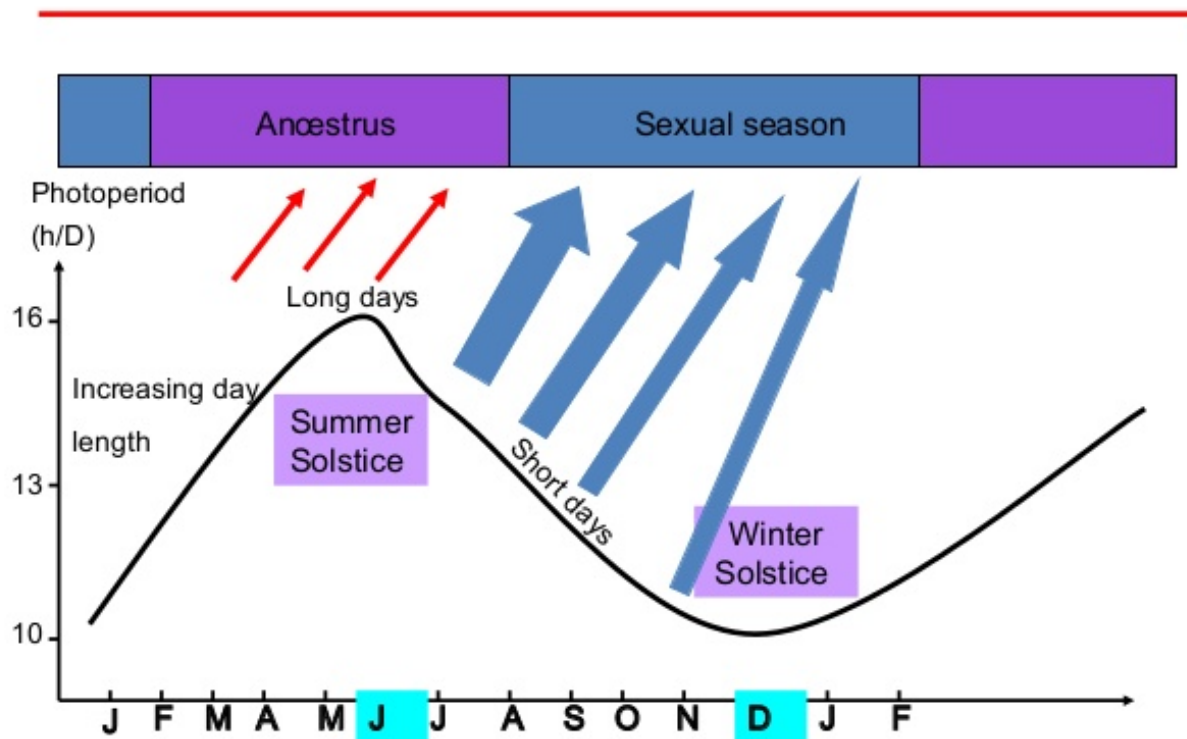 Anœstrus
Sexual season
Photoperiod
(h/D)
Long days
16
Increasing day
length
Summer
Solstice
Short days
13
Winter
Solstice
10
J F M A M J J A S O N D J F